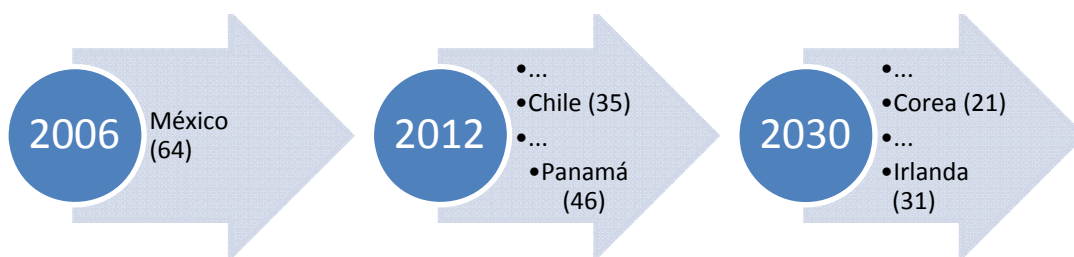 2006
México
(64)
2012
•...
•Chile (35)
•...
•Panamá
(46)
2030
•...
•Corea (21)
•...
•Irlanda
(31)